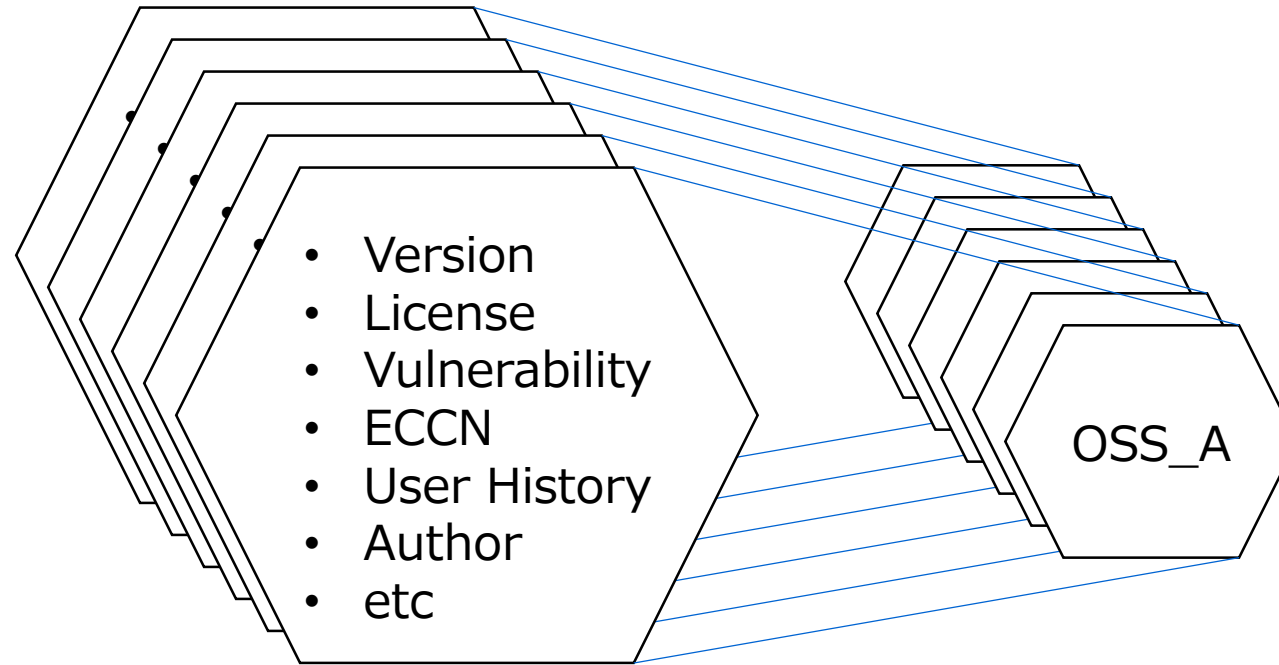 • Version
• License
• Vulnerability
• ECCN
• User History
• Author
• etc
OSS_A